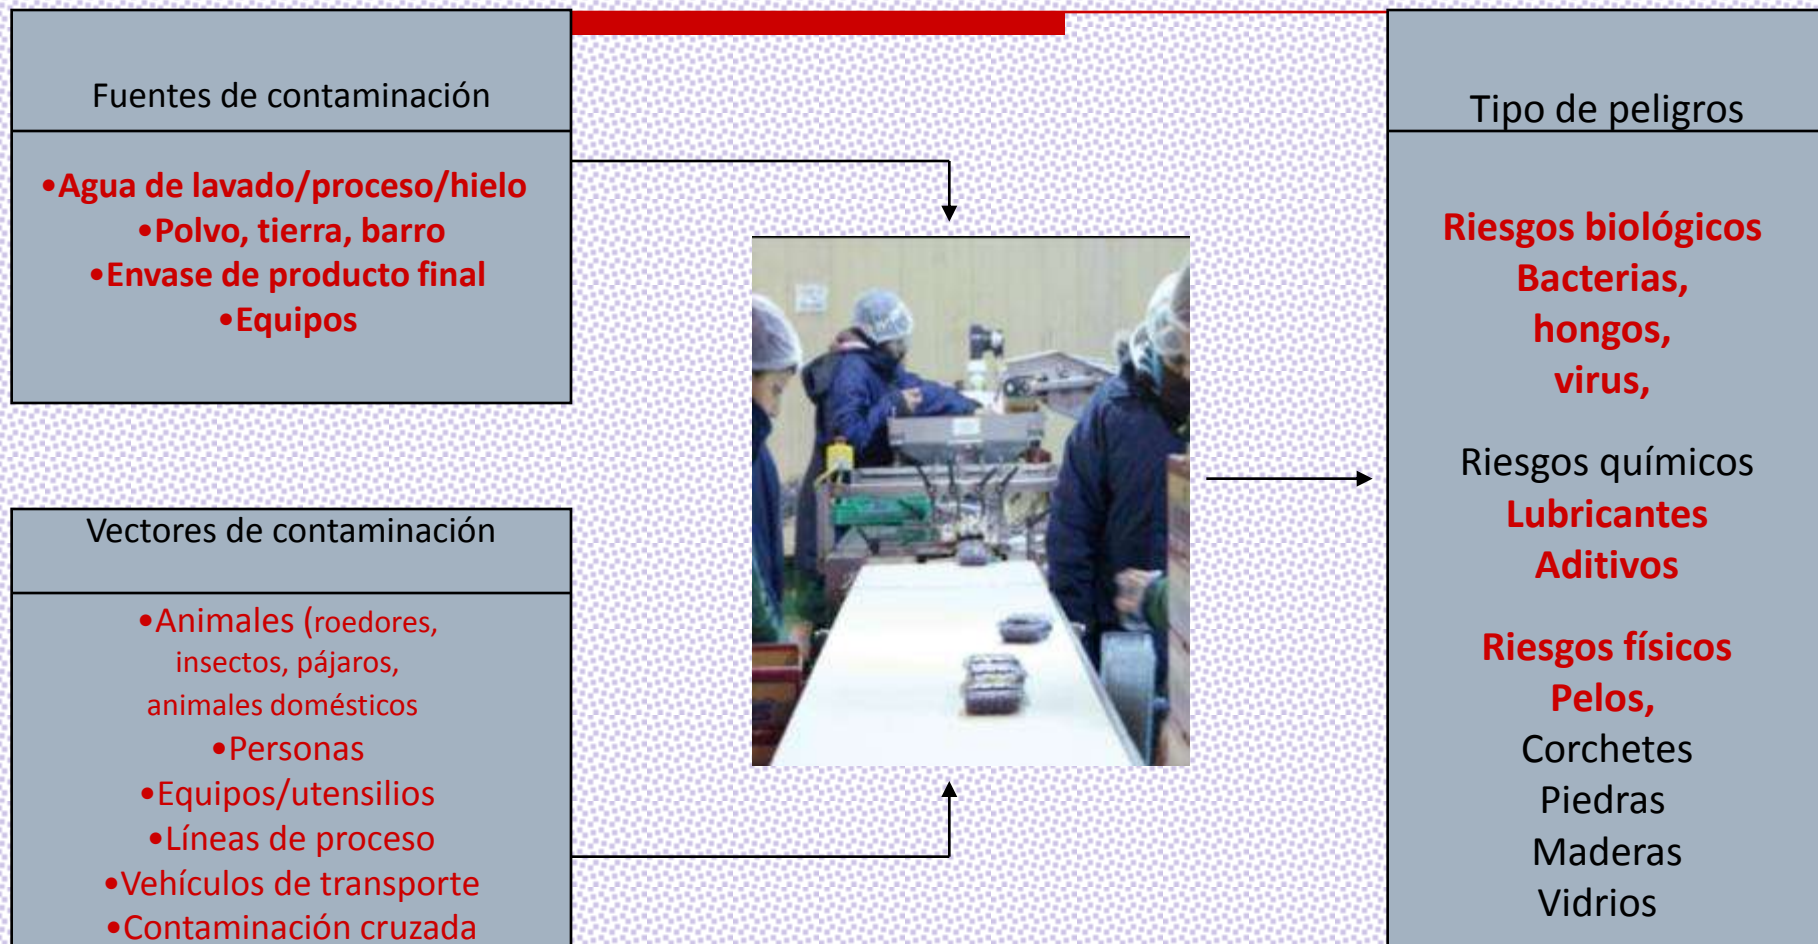 Fuentes de contaminación
•Agua de lavado/proceso/hielo
•Polvo, tierra, barro
•Envase de producto final
•Equipos
Vectores de contaminación
•Animales (roedores,
insectos, pájaros,
animales domésticos
•Personas
•Equipos/utensilios
•Líneas de proceso
•Vehículos de transporte
•Contaminación cruzada
Tipo de peligros
Riesgos biológicos
Bacterias,
hongos,
virus,
Riesgos químicos
Lubricantes
Aditivos
Riesgos físicos
Pelos,
Corchetes
Piedras
Maderas
Vidrios